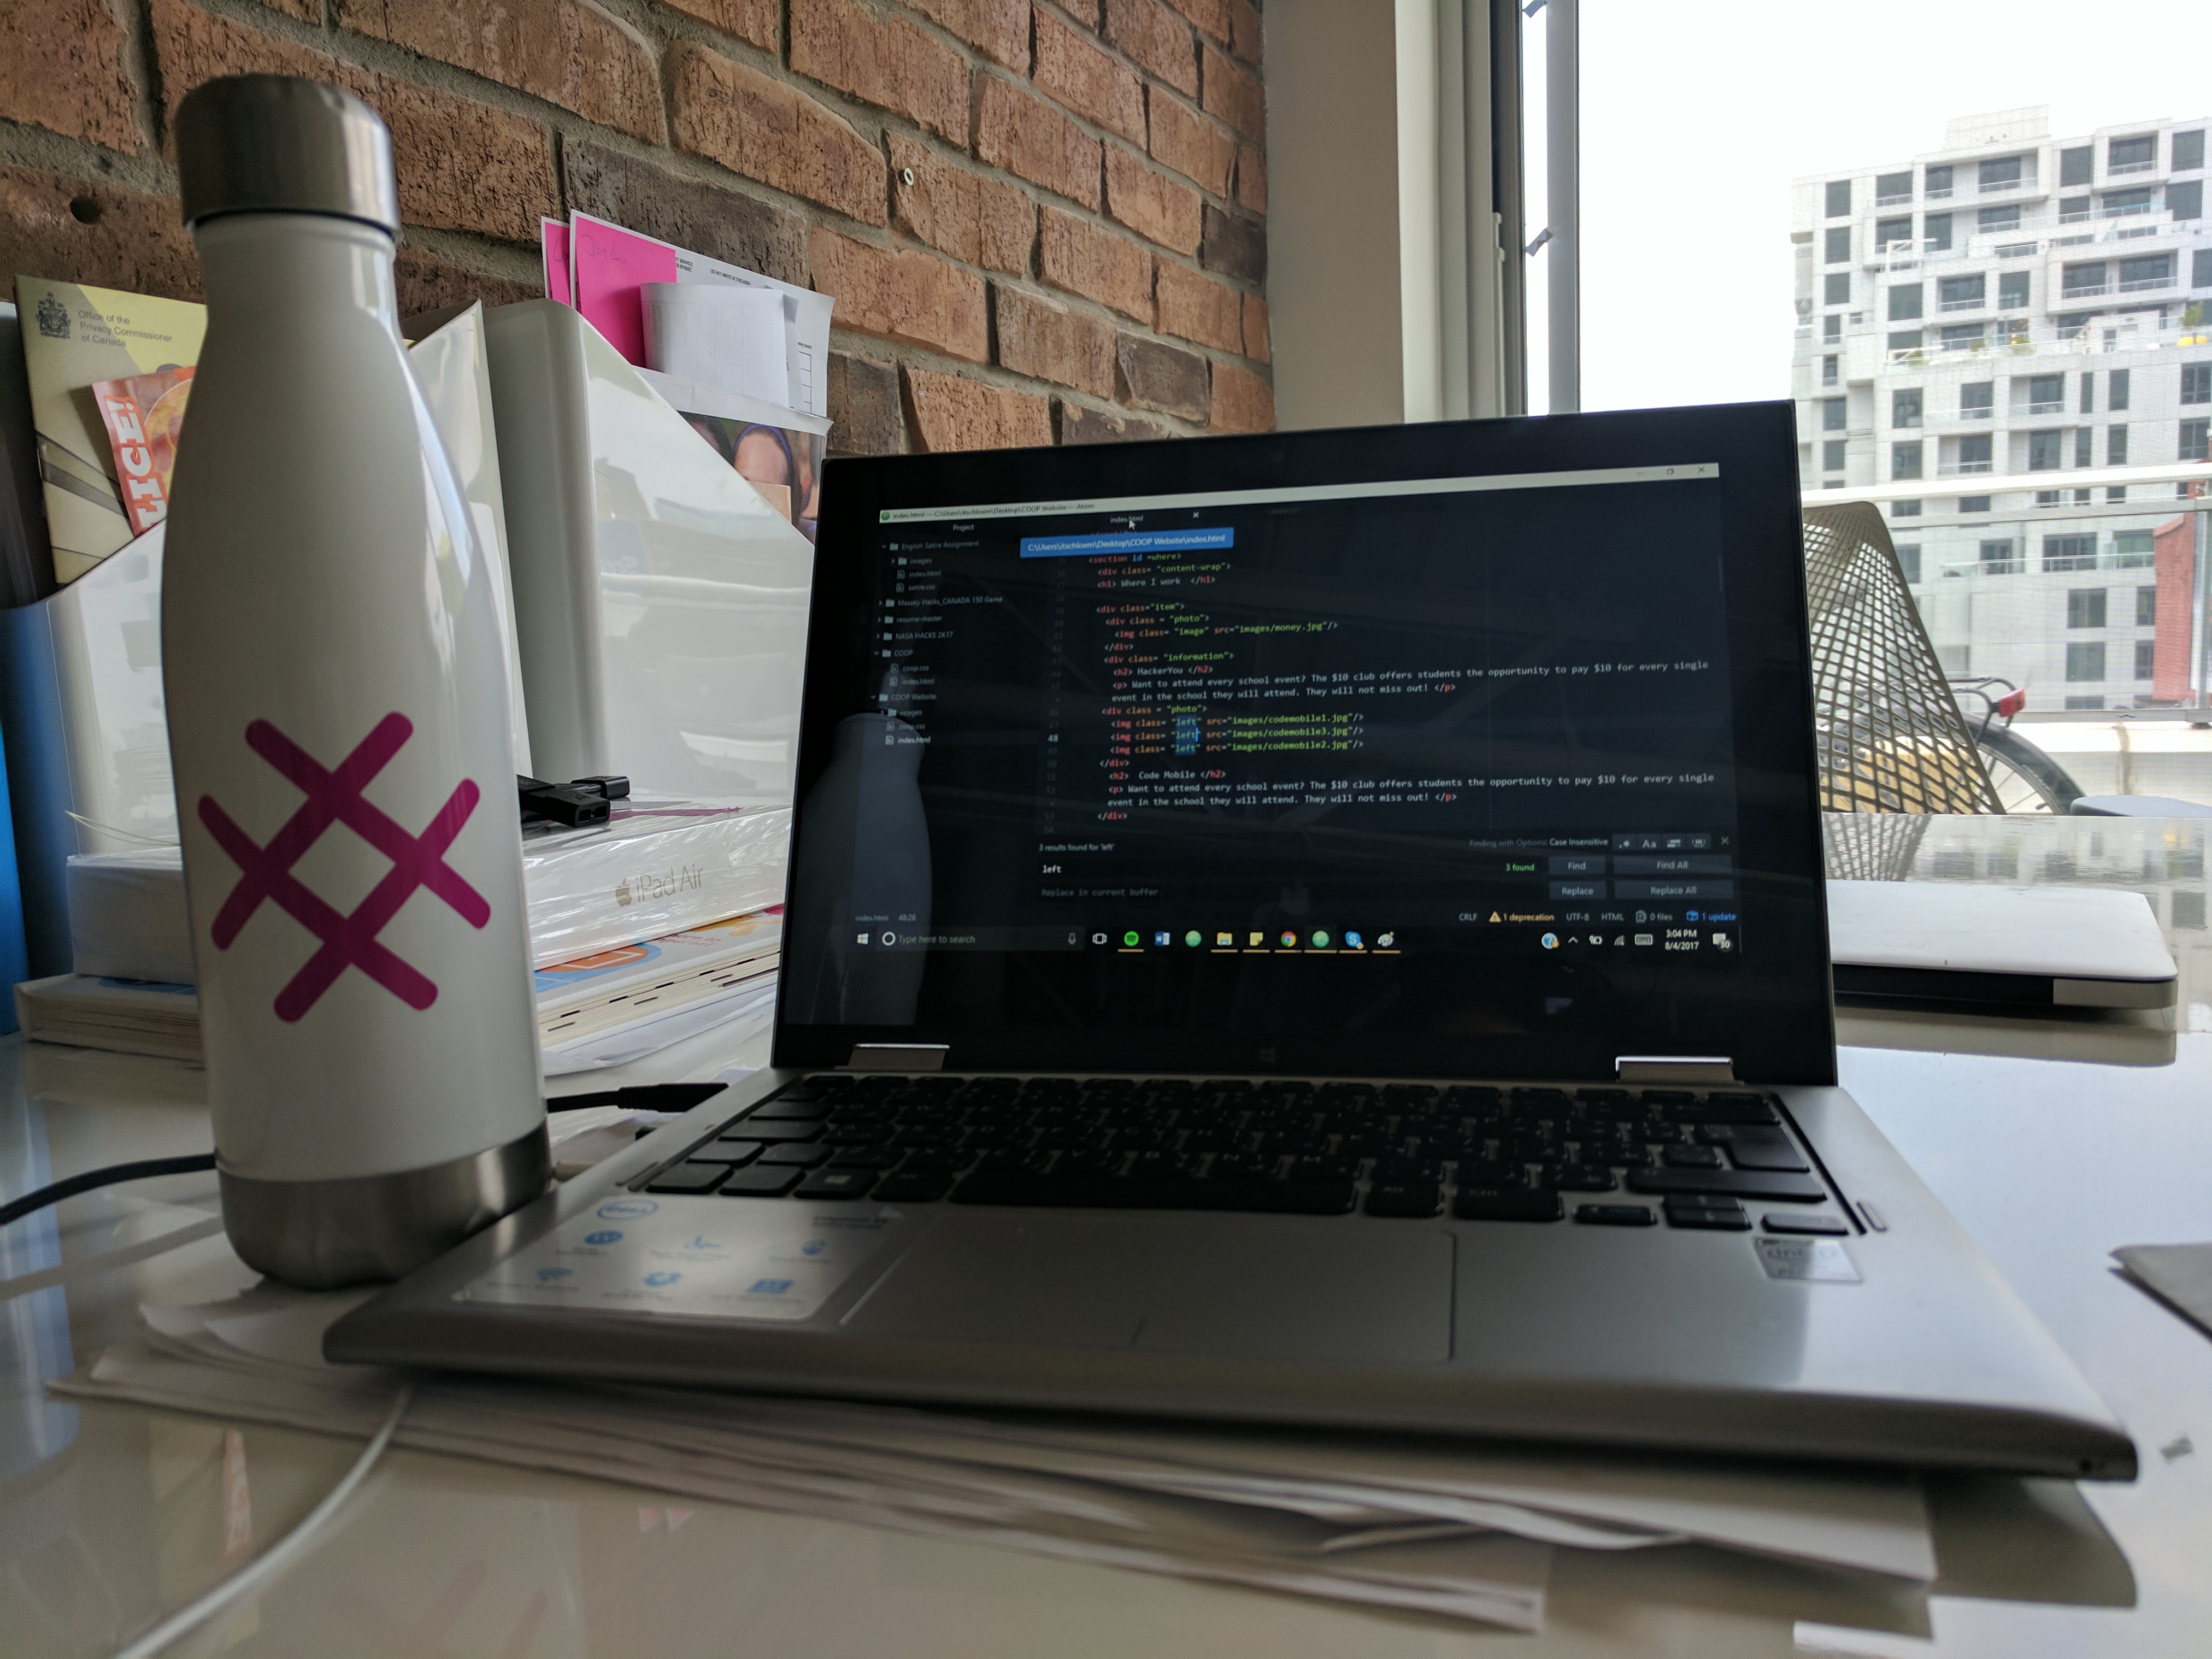 Office of the
Privacy Commissioner
of Canada
iPad Air
index.html — C:\Users\itschloem\Desktop\COOP Website — Atom
Project
index.html
C:\Users\itschloem\Desktop\COOP Website\index.html
English Satire Assignment
images
index.html
satire.css
Massey Hacks_CANADA 150 Game
resume-master
NASA HACKS 2K17
COOP
coop.css
index.html
COOP Website
images
coop.css
index.html
<section id =where>
<div class= "content-wrap">
<h1> Where I work </h1>
<div class="item">
<div class = "photo">
<img class= "image" src="images/money.jpg"/>
</div>
<div class= "information">
<h2> HackerYou </h2>
<p> Want to attend every school event? The $10 club offers students the opportunity to pay $10 for every single
event in the school they will attend. They will not miss out! </p>
<div class = "photo">
<img class= "left" src="images/codemobile1.jpg"/>
48 <img class= "left" src="images/codemobile3.jpg"/>
<img class= "left" src="images/codemobile2.jpg"/>
</div>
<h2> Code Mobile </h2>
<p> Want to attend every school event? The $10 club offers students the opportunity to pay $10 for every single
event in the school they will attend. They will not miss out! </p>
</div>
3 results found for 'left'
Finding with Options: Case Insensitive
.* Aa
left
3 found
Find
Find All
Replace in current buffer
Replace
Replace All
index.html 48:26
CRLF 1 deprecation UTF-8 HTML 0 files 1 update
Type here to search
3:04 PM
8/4/2017